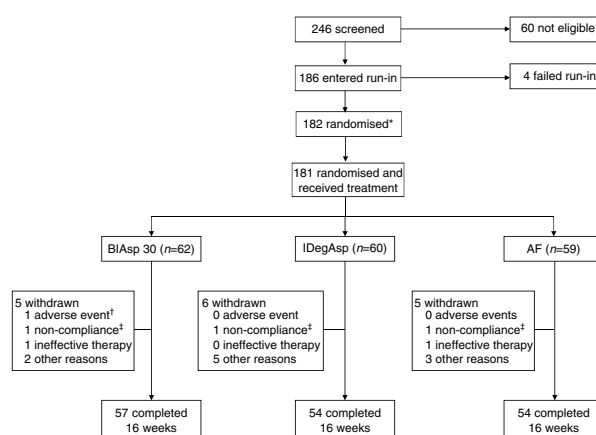 246 screened
60 not eligible
186 entered run-in
4 failed run-in
182 randomised*
181 randomised and
received treatment
BIAsp 30 (n=62)
IDegAsp (n=60)
AF (n=59)
5 withdrawn
1 adverse event†
1 non-compliance‡
1 ineffective therapy
2 other reasons
6 withdrawn
0 adverse event
1 non-compliance‡
0 ineffective therapy
5 other reasons
5 withdrawn
0 adverse events
1 non-compliance‡
1 ineffective therapy
3 other reasons
57 completed
16 weeks
54 completed
16 weeks
54 completed
16 weeks